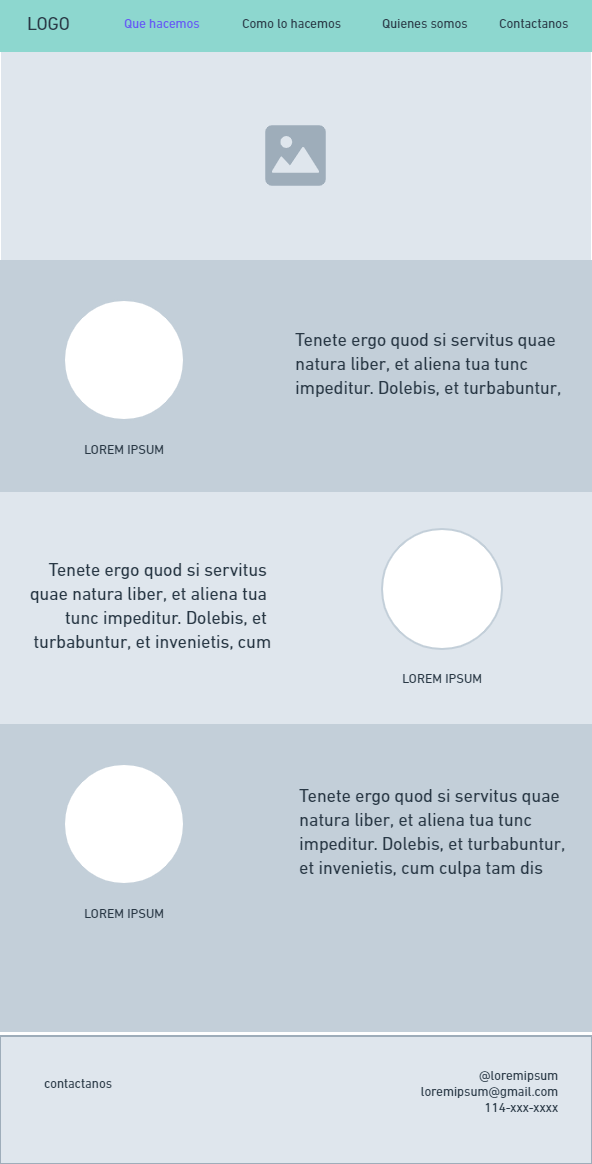 LOGO
Que hacemos
Como lo hacemos
Quienes somos
Contactanos
Tenete ergo quod si servitus quae
natura liber, et aliena tua tunc
impeditur. Dolebis, et turbabuntur,
LOREM IPSUM
Tenete ergo quod si servitus
quae natura liber, et aliena tua
tunc impeditur. Dolebis, et
turbabuntur, et invenietis, cum
LOREM IPSUM
Tenete ergo quod si servitus quae
natura liber, et aliena tua tunc
impeditur. Dolebis, et turbabuntur,
et invenietis, cum culpa tam dis
LOREM IPSUM
contactanos
@loremipsum
loremipsum@gmail.com
114-xxx-xxxx